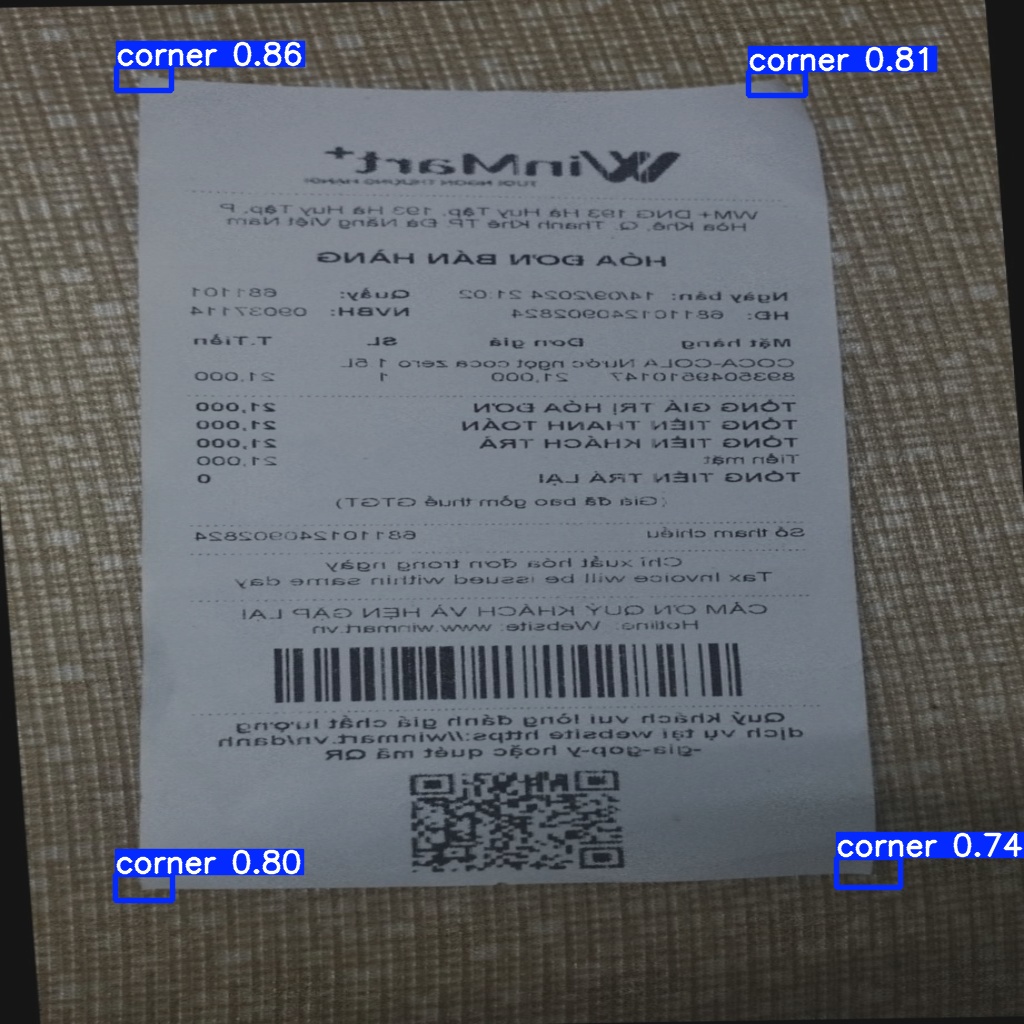 corner 0.86
corner 0.81
WinMart+
TƯƠI NGON THƯỢNG HẠNG
WM+ DNG 193 Hà Huy Tập, 193 Hà Huy Tập, P.
Hòa Khê, Q. Thanh Khê TP. Đà Nẵng Việt Nam
HÓA ĐƠN BÁN HÀNG
Ngày bán: 14/09/2024 21:02 Quầy: 681101
HĐ: 681101240902824 NVBH: 09037114
Mặt hàng Đơn giá SL T.Tiền
COCA-COLA Nước ngọt coca zero 1.5L
8935049510147 21,000 1 21,000
TỔNG GIÁ TRỊ HÓA ĐƠN 21,000
TỔNG TIỀN THANH TOÁN 21,000
TỔNG TIỀN KHÁCH TRẢ 21,000
Tiền mặt 21,000
TỔNG TIỀN TRẢ LẠI 0
(Giá đã bao gồm thuế GTGT)
Số tham chiếu 681101240902824
Chỉ xuất hóa đơn trong ngày
Tax Invoice will be issued within same day
CẢM ƠN QUÝ KHÁCH VÀ HẸN GẶP LẠI
Hotline: Website: www.winmart.vn
Quý khách vui lòng đánh giá chất lượng
dịch vụ tại website https://winmart.vn/danh
-gia-gop-y hoặc quét mã QR
corner 0.80
corner 0.74